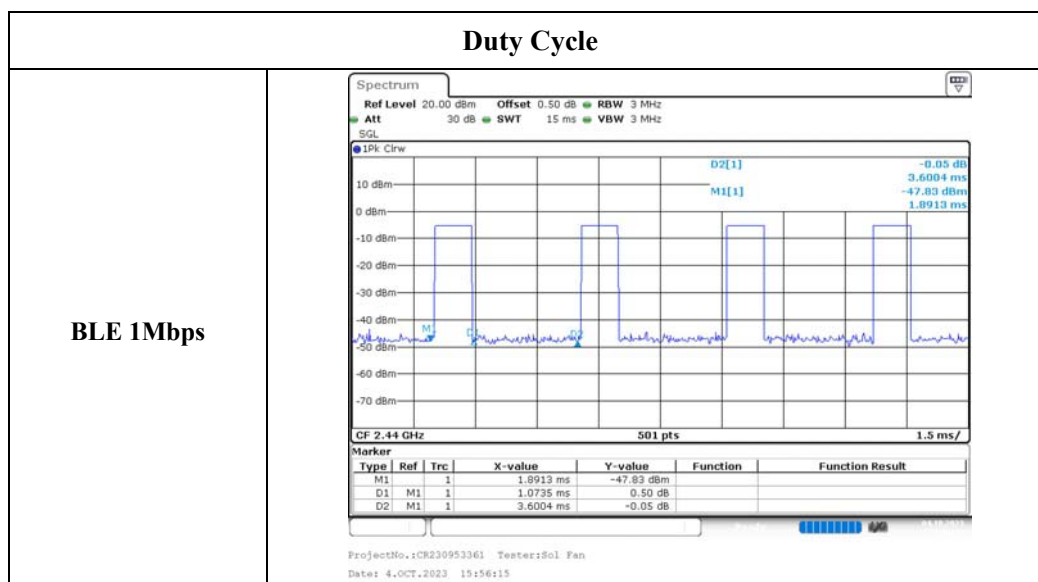 Duty Cycle
BLE 1Mbps
Spectrum
Ref Level 20.00 dBm Offset 0.50 dB RBW 3 MHz
Att 30 dB SWT 15 ms VBW 3 MHz
SGL
1Pk Clrw
D2[1] -0.05 dB
3.6004 ms
M1[1] -47.83 dBm
1.8913 ms
10 dBm
0 dBm
-10 dBm
-20 dBm
-30 dBm
-40 dBm
M1 D1 D2
-50 dBm
-60 dBm
-70 dBm
CF 2.44 GHz 501 pts 1.5 ms/
Marker
Type Ref Trc X-value Y-value Function Function Result
M1 1 1.8913 ms -47.83 dBm
D1 M1 1 1.0735 ms 0.50 dB
D2 M1 1 3.6004 ms -0.05 dB
ProjectNo.:CR230953361 Tester:Sol Fan
Date: 4.OCT.2023 15:56:15